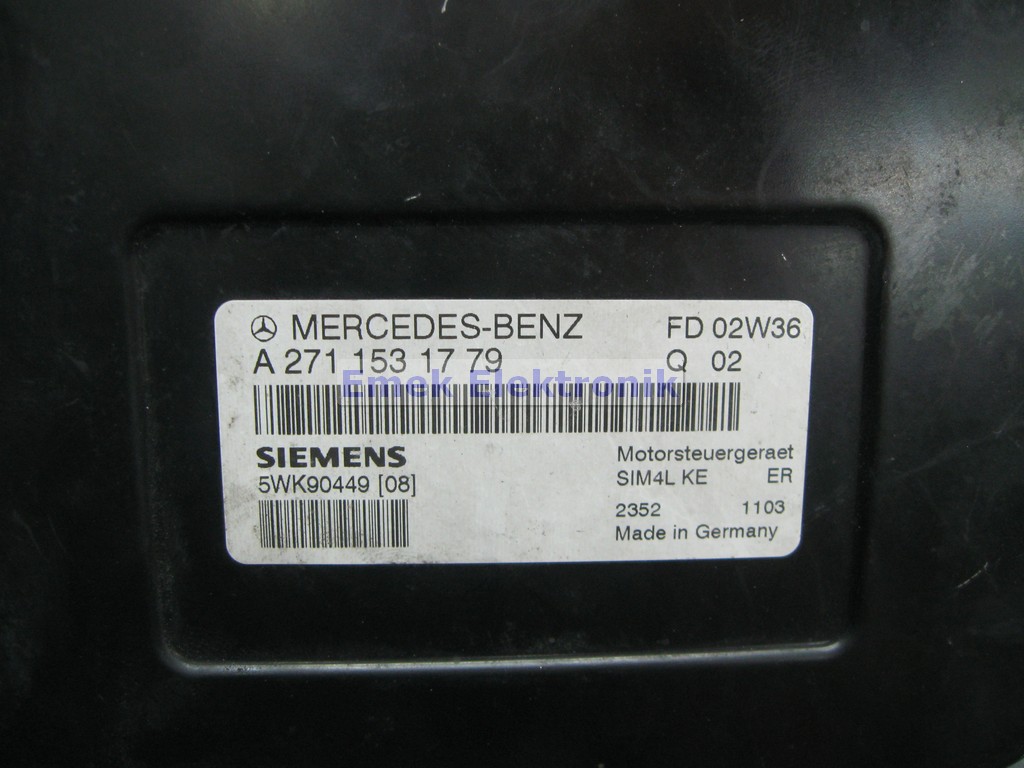 MERCEDES-BENZ FD 02W36
A 271 153 17 79 Q 02
Emek Elektronik
SIEMENS Motorsteuergeraet
5WK90449 [08] SIM4L KE ER
2352 1103
Made in Germany